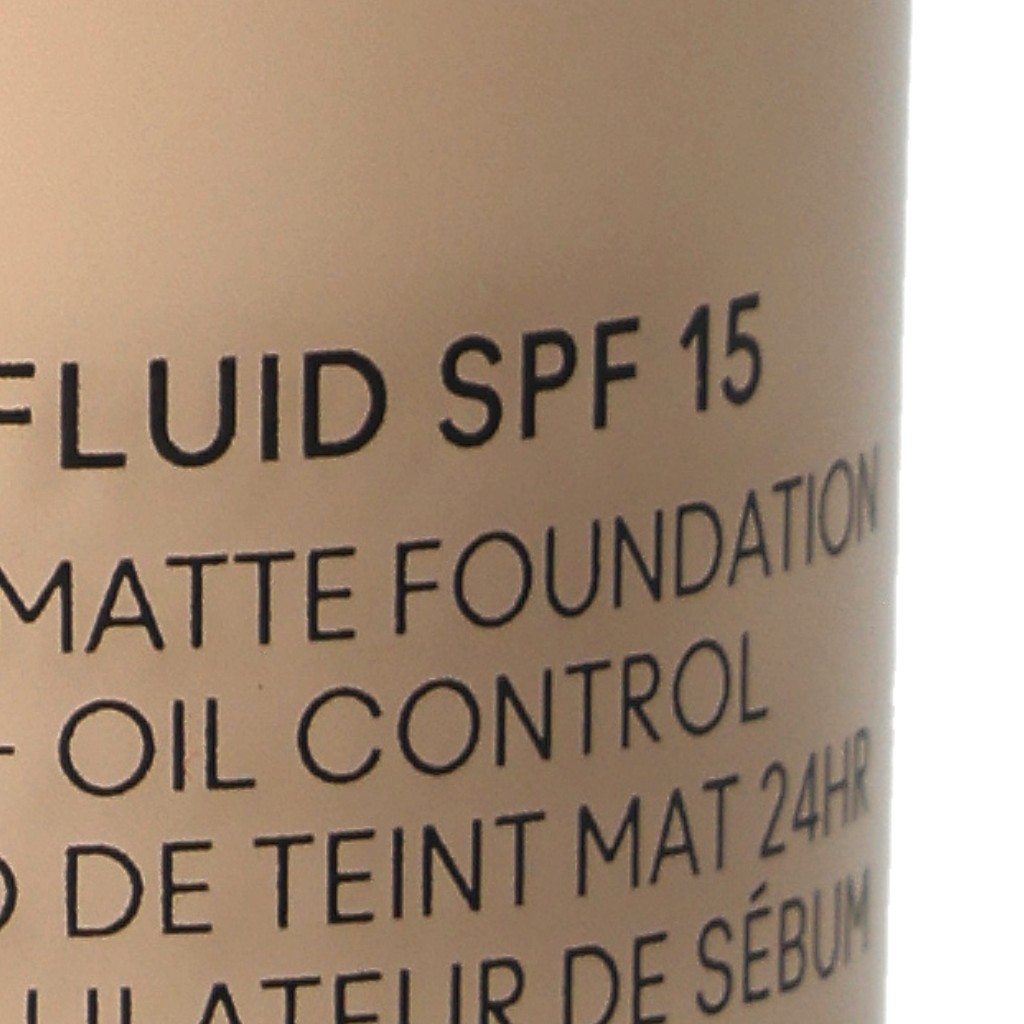 FLUID SPF 15
MATTE FOUNDATION
OIL CONTROL
DE TEINT MAT 24HR
DE SÉBUM